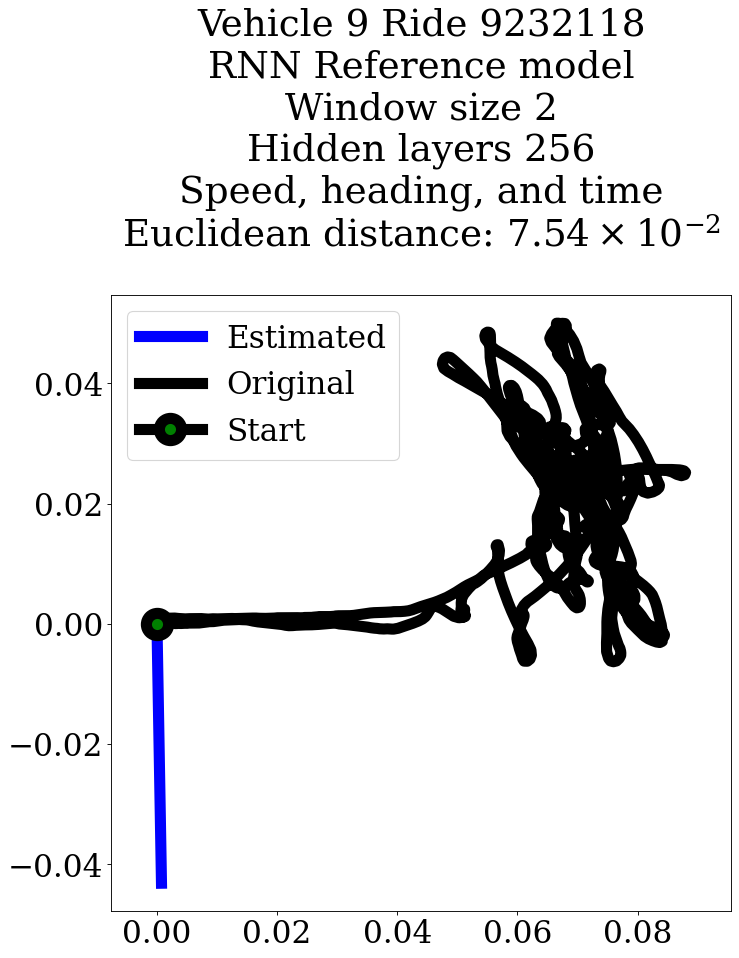 Vehicle 9 Ride 9232118
RNN Reference model
Window size 2
Hidden layers 256
Speed, heading, and time
Euclidean distance: 7.54 × 10⁻²
Estimated
Original
Start
0.04
0.02
0.00
−0.02
−0.04
0.00 0.02 0.04 0.06 0.08